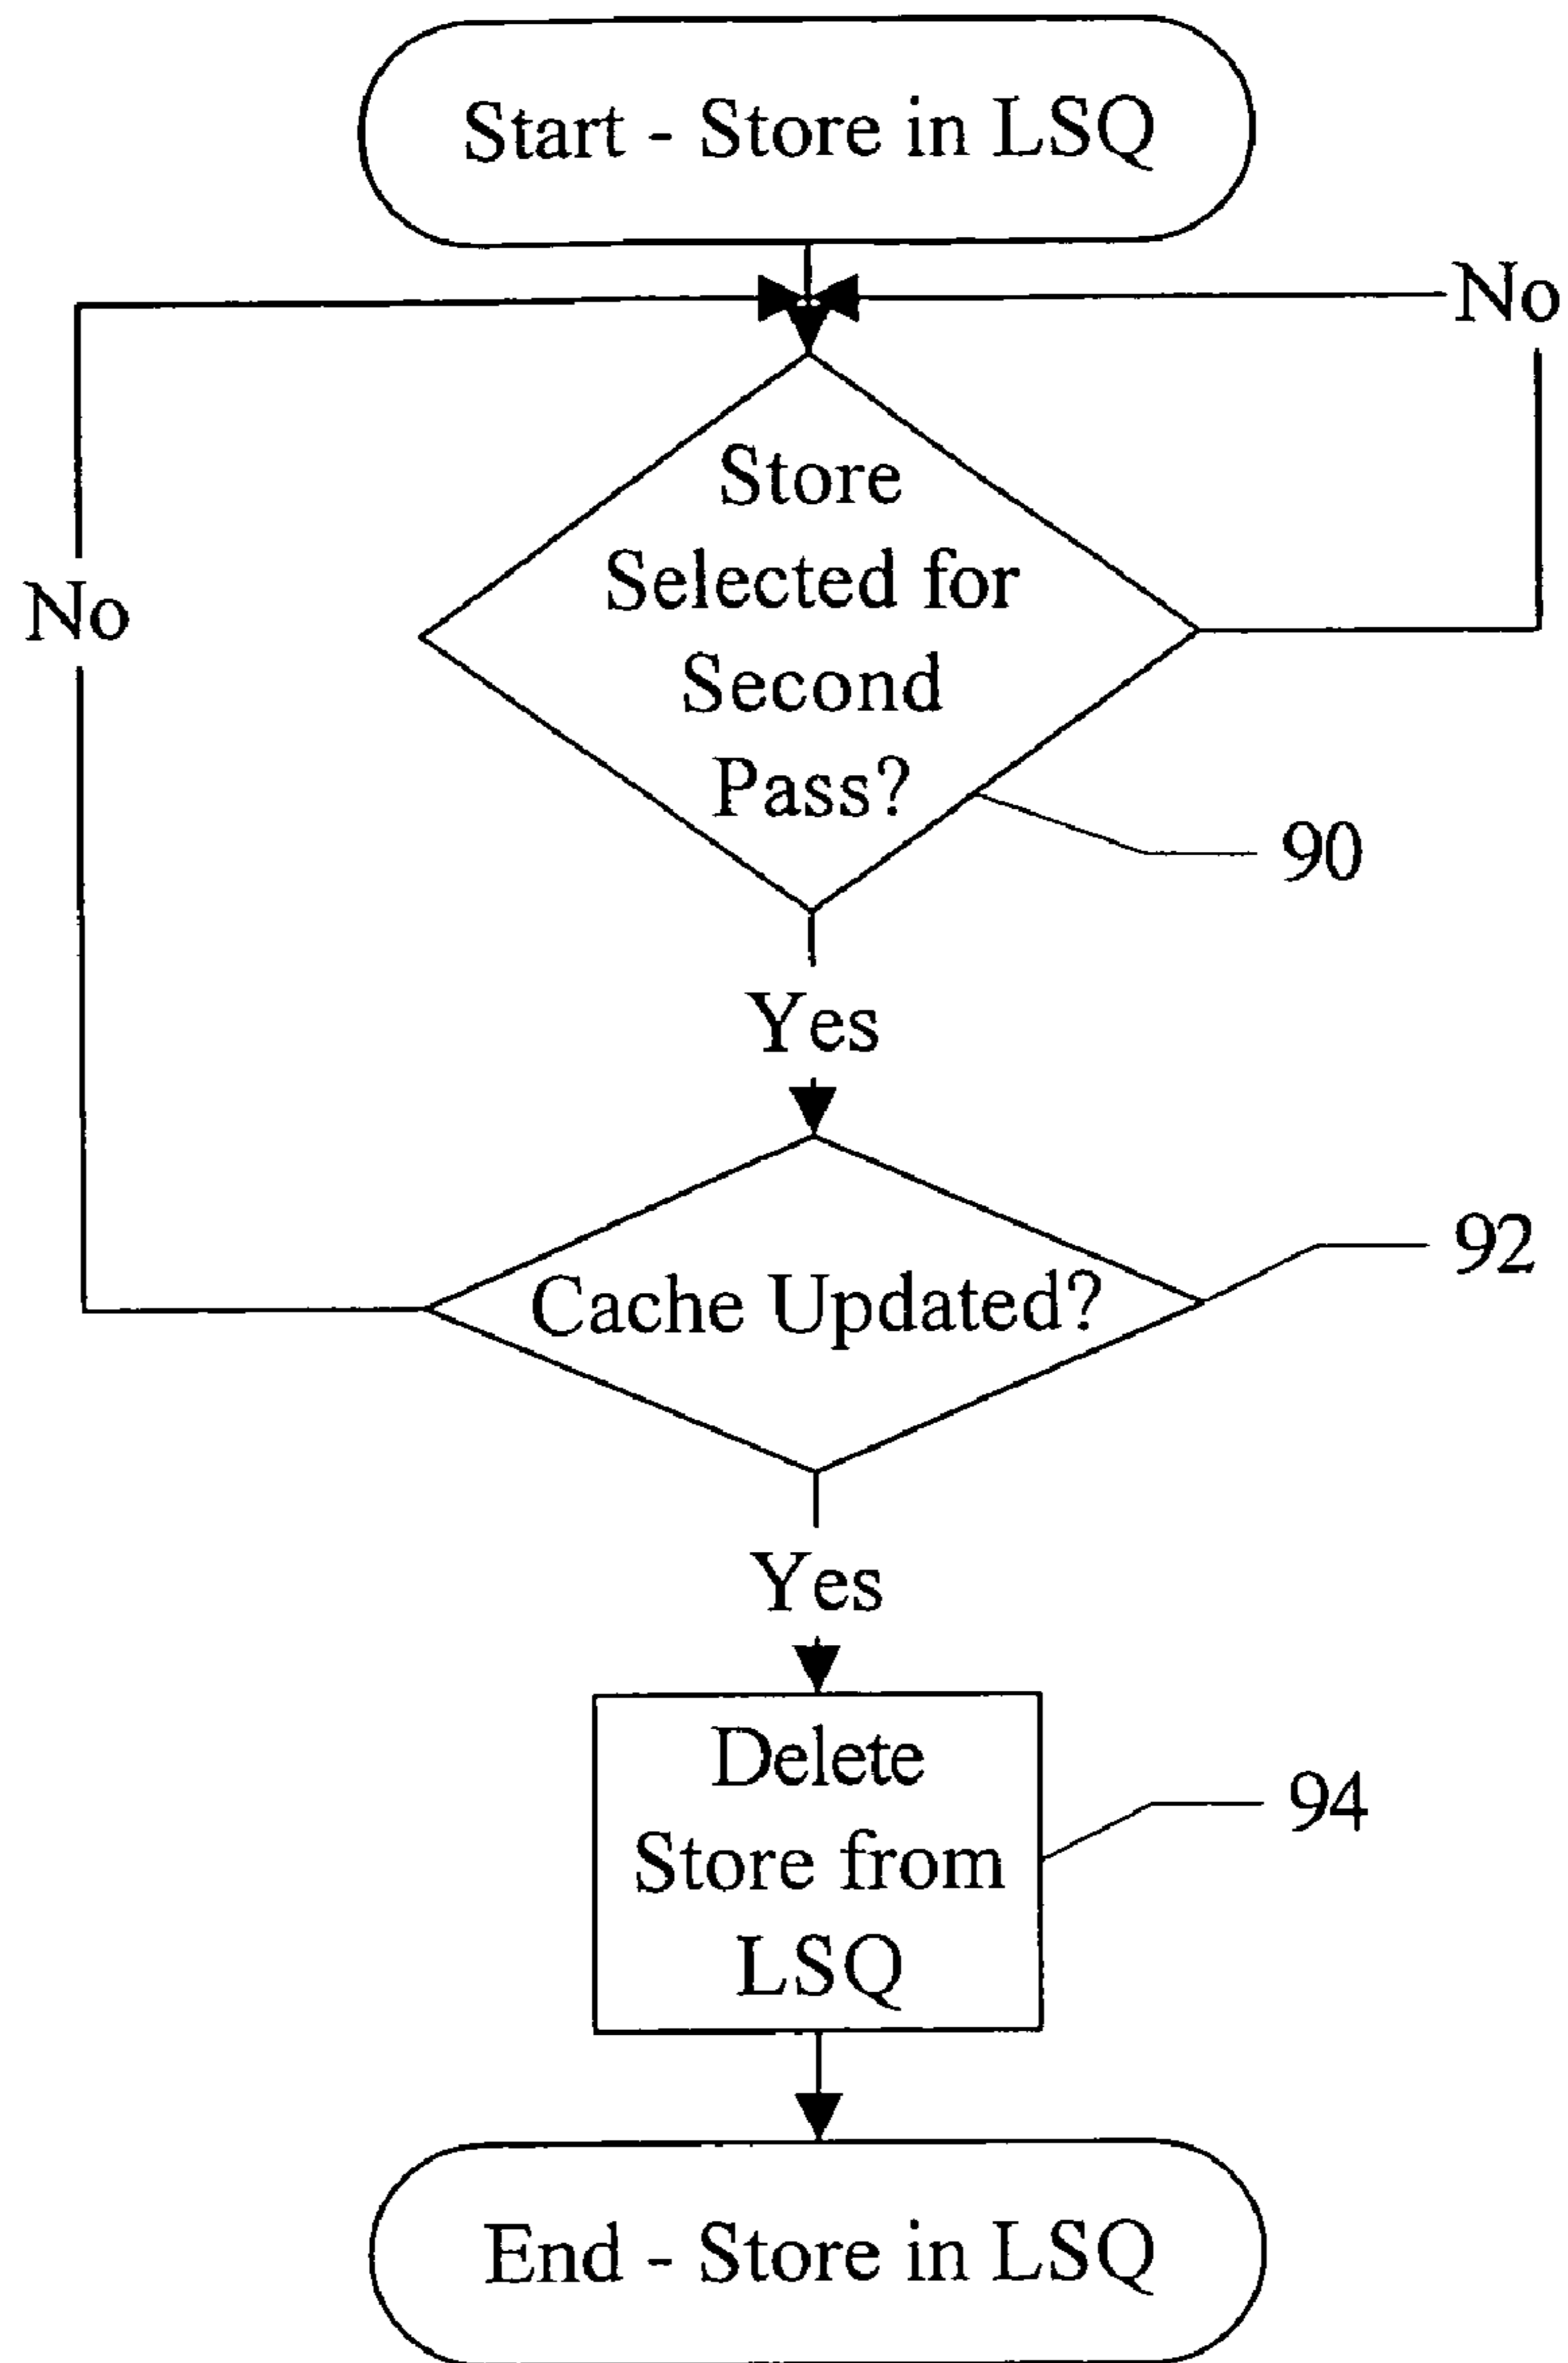 Start - Store in LSQ
No
Store
Selected for
Second
Pass?
No
90
Yes
92
Cache Updated?
Yes
Delete
Store from
LSQ
94
End - Store in LSQ